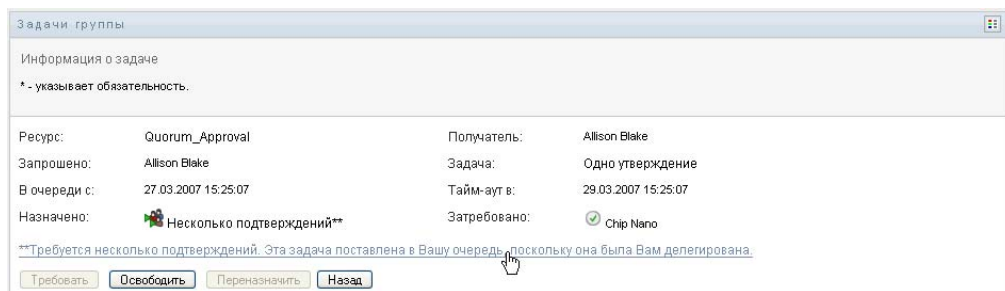 Задачи группы
Информация о задаче
* - указывает обязательность.
Ресурс: Quorum_Approval Получатель: Allison Blake
Запрошено: Allison Blake Задача: Одно утверждение
В очереди с: 27.03.2007 15:25:07 Тайм-аут в: 29.03.2007 15:25:07
Назначено: Несколько подтверждений** Затребовано: Chip Nano
**Требуется несколько подтверждений. Эта задача поставлена в Вашу очередь, поскольку она была Вам делегирована.
Требовать Освободить Переназначить Назад